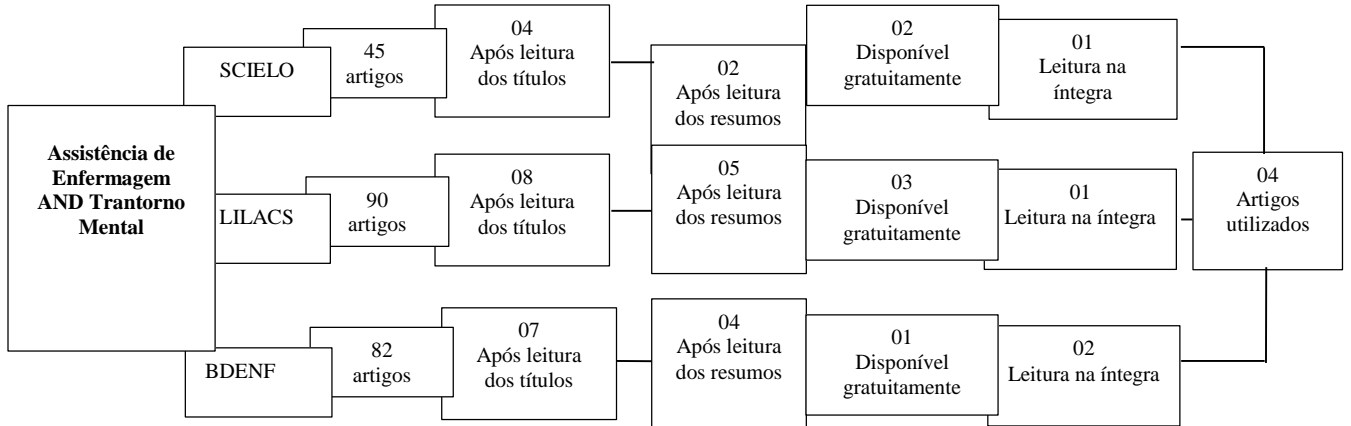 Assistência de
Enfermagem
AND Trantorno
Mental
SCIELO
45
artigos
04
Após leitura
dos títulos
02
Após leitura
dos resumos
02
Disponível
gratuitamente
01
Leitura na
íntegra
LILACS
90
artigos
08
Após leitura
dos títulos
05
Após leitura
dos resumos
03
Disponível
gratuitamente
01
Leitura na íntegra
BDENF
82
artigos
07
Após leitura
dos títulos
04
Após leitura
dos resumos
01
Disponível
gratuitamente
02
Leitura na íntegra
04
Artigos
utilizados